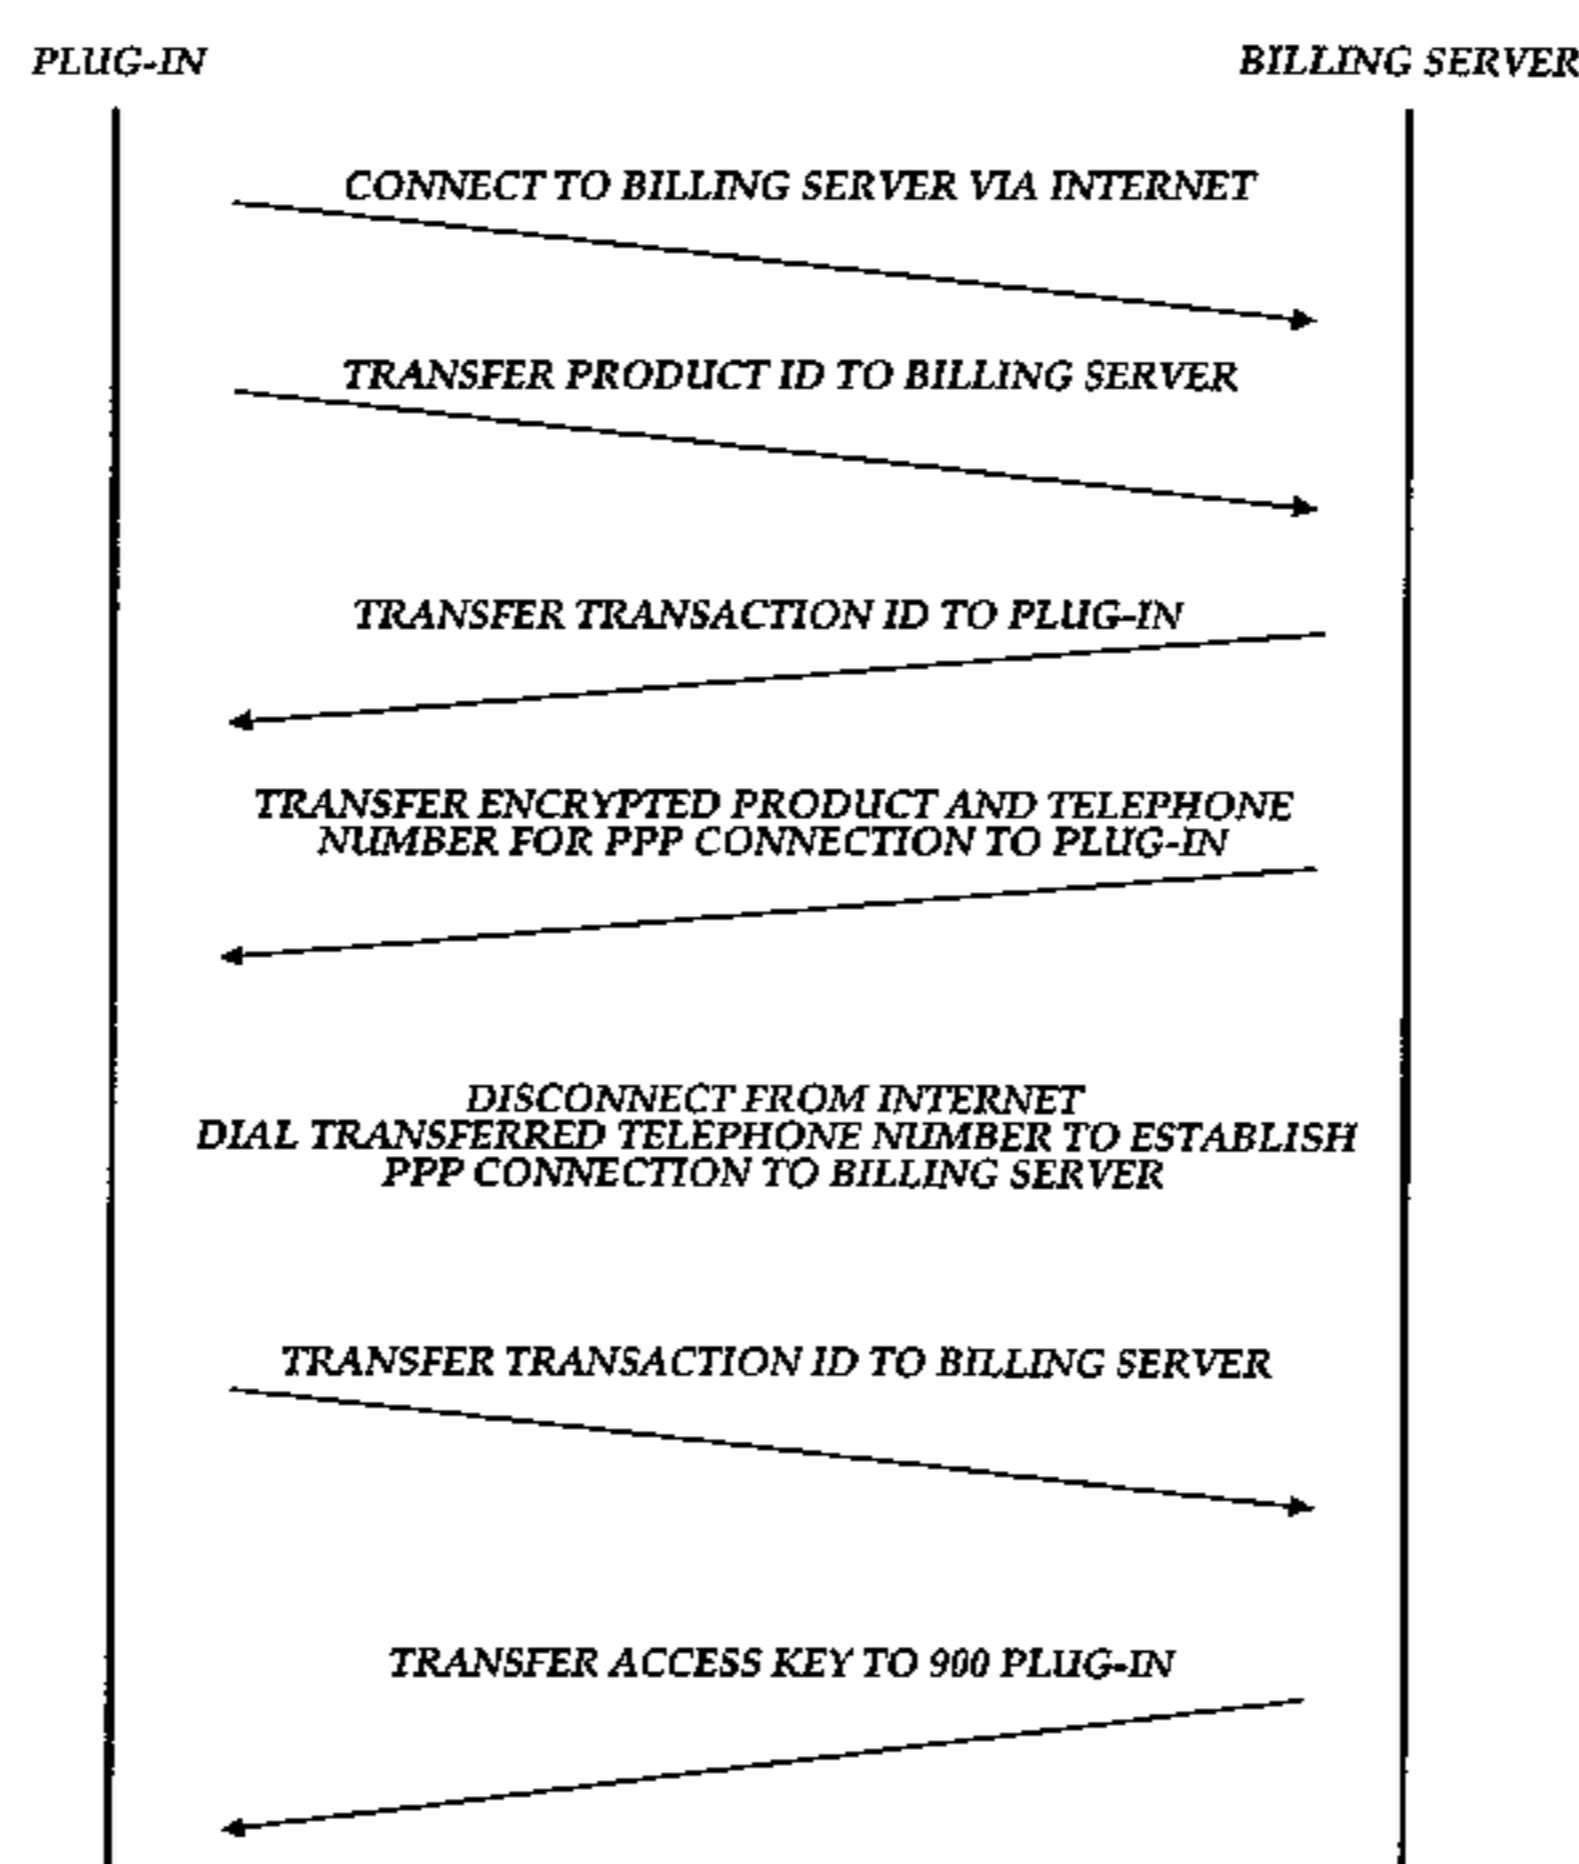 PLUG-IN
BILLING SERVER
CONNECT TO BILLING SERVER VIA INTERNET
TRANSFER PRODUCT ID TO BILLING SERVER
TRANSFER TRANSACTION ID TO PLUG-IN
TRANSFER ENCRYPTED PRODUCT AND TELEPHONE
NUMBER FOR PPP CONNECTION TO PLUG-IN
DISCONNECT FROM INTERNET
DIAL TRANSFERRED TELEPHONE NUMBER TO ESTABLISH
PPP CONNECTION TO BILLING SERVER
TRANSFER TRANSACTION ID TO BILLING SERVER
TRANSFER ACCESS KEY TO 900 PLUG-IN